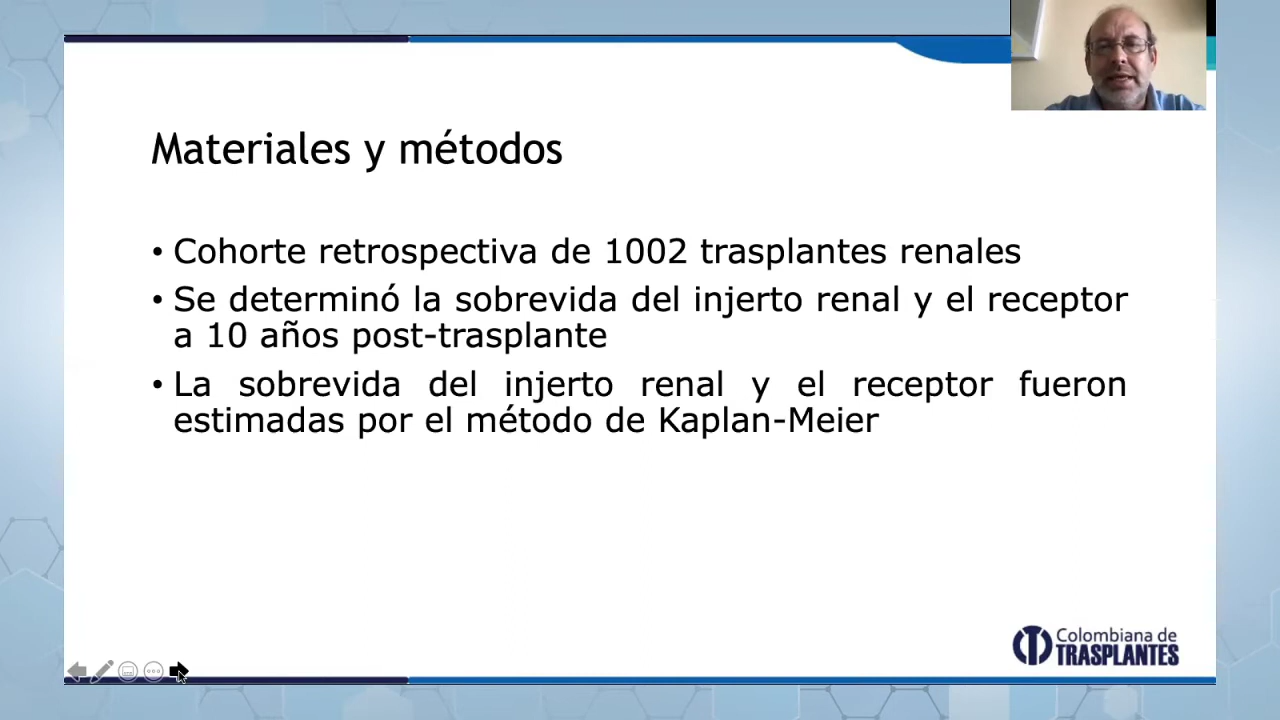 Materiales y métodos
• Cohorte retrospectiva de 1002 trasplantes renales
• Se determinó la sobrevida del injerto renal y el receptor
a 10 años post-trasplante
• La sobrevida del injerto renal y el receptor fueron
estimadas por el método de Kaplan-Meier
Colombiana de
TRASPLANTES